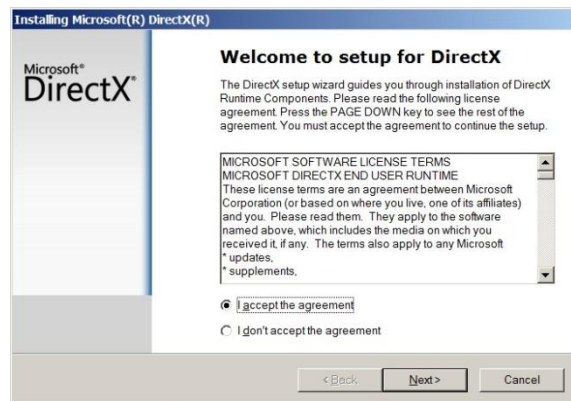 Installing Microsoft(R) DirectX(R)
Microsoft®
DirectX®
Welcome to setup for DirectX
The DirectX setup wizard guides you through installation of DirectX
Runtime Components. Please read the following license
agreement. Press the PAGE DOWN key to see the rest of the
agreement. You must accept the agreement to continue the setup.
MICROSOFT SOFTWARE LICENSE TERMS
MICROSOFT DIRECTX END USER RUNTIME
These license terms are an agreement between Microsoft
Corporation (or based on where you live, one of its affiliates)
and you. Please read them. They apply to the software
named above, which includes the media on which you
received it, if any. The terms also apply to any Microsoft
* updates,
* supplements,
I accept the agreement
I don't accept the agreement
< Back
Next >
Cancel